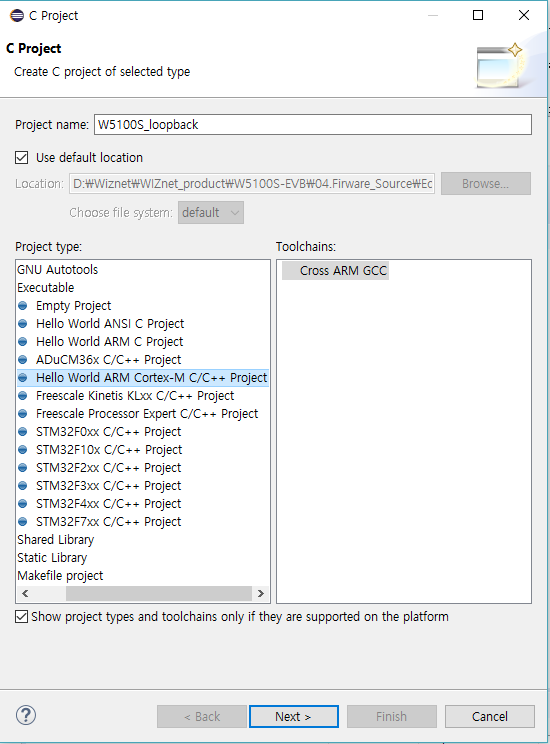 C Project
C Project
Create C project of selected type
Project name: W5100S_loopback
Use default location
Location: D:₩Wiznet₩WIZnet_product₩W5100S-EVB₩04.Firware_Source₩Ec Browse...
Choose file system: default
Project type: Toolchains:
GNU Autotools Cross ARM GCC
Executable
Empty Project
Hello World ANSI C Project
Hello World ARM C Project
ADuCM36x C/C++ Project
Hello World ARM Cortex-M C/C++ Project
Freescale Kinetis KLxx C/C++ Project
Freescale Processor Expert C/C++ Project
STM32F0xx C/C++ Project
STM32F10x C/C++ Project
STM32F2xx C/C++ Project
STM32F3xx C/C++ Project
STM32F4xx C/C++ Project
STM32F7xx C/C++ Project
Shared Library
Static Library
Makefile project
Show project types and toolchains only if they are supported on the platform
? < Back Next > Finish Cancel